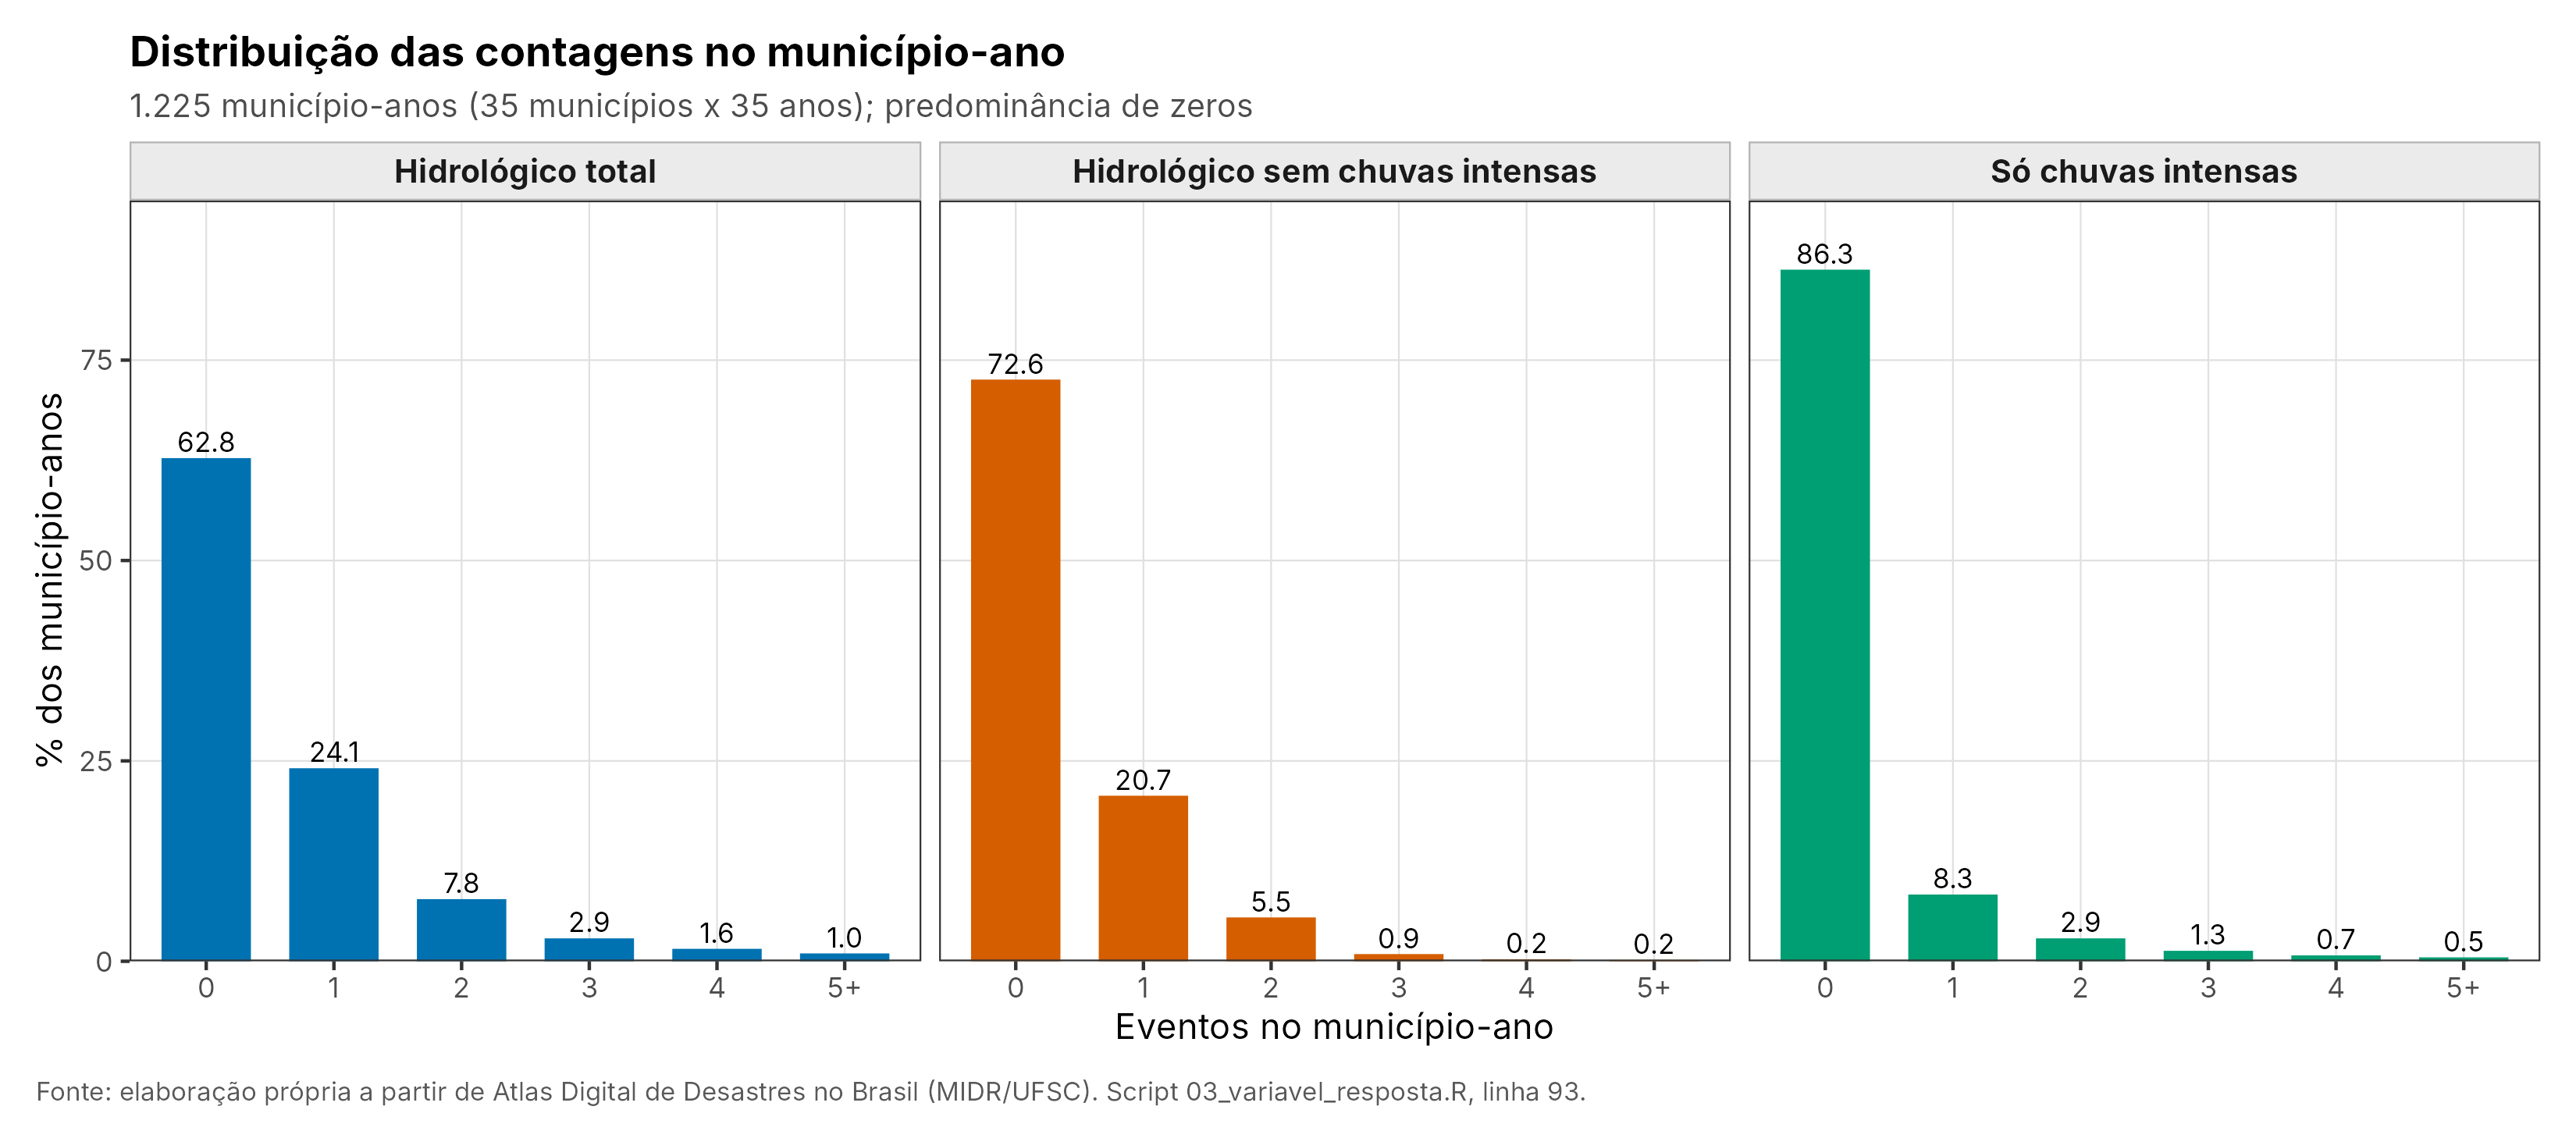 Distribuição das contagens no município-ano
1.225 município-anos (35 municípios x 35 anos); predominância de zeros
Hidrológico total
Hidrológico sem chuvas intensas
Só chuvas intensas
% dos município-anos
75
50
25
0
62.8
24.1
7.8
2.9
1.6
1.0
72.6
20.7
5.5
0.9
0.2
0.2
86.3
8.3
2.9
1.3
0.7
0.5
0 1 2 3 4 5+
0 1 2 3 4 5+
0 1 2 3 4 5+
Eventos no município-ano
Fonte: elaboração própria a partir de Atlas Digital de Desastres no Brasil (MIDR/UFSC). Script 03_variavel_resposta.R, linha 93.